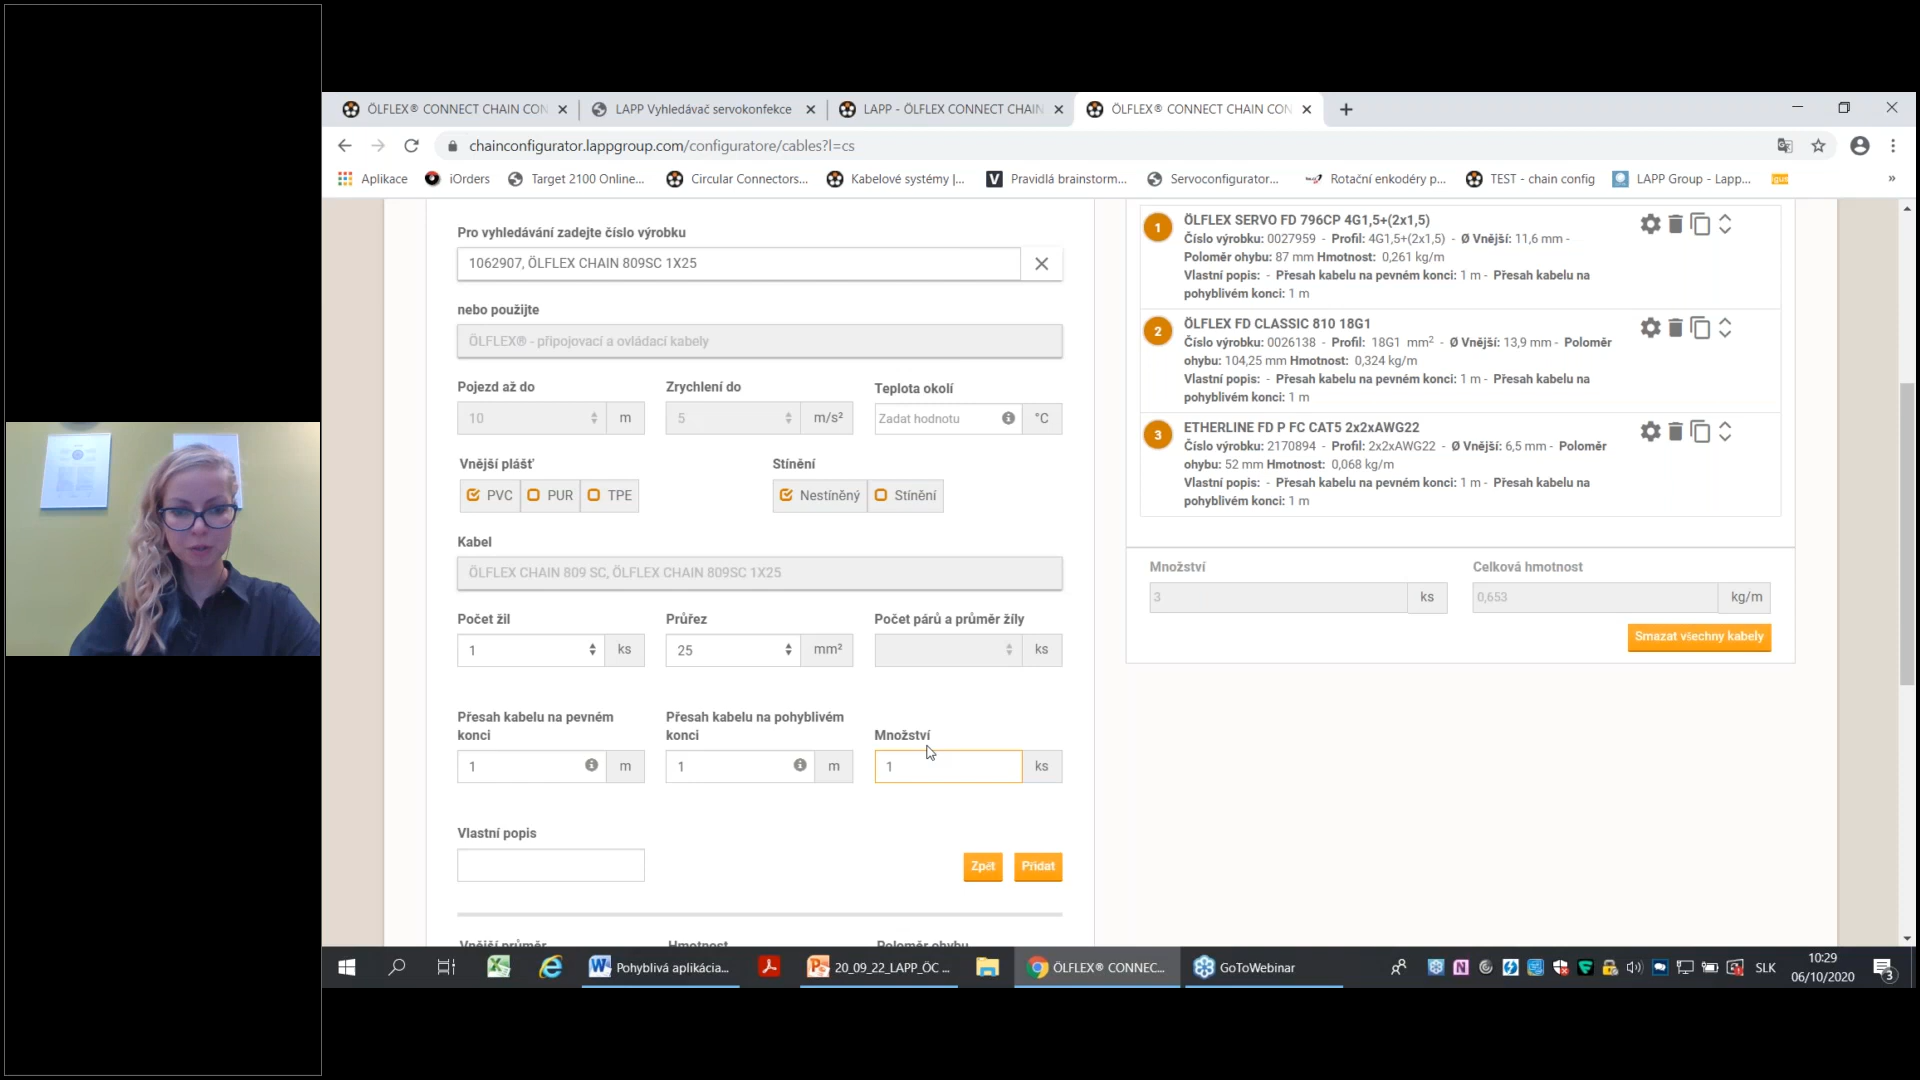 ÖLFLEX® CONNECT CHAIN CON
LAPP Vyhledávač servokonfekce
LAPP - ÖLFLEX CONNECT CHAIN
ÖLFLEX® CONNECT CHAIN CON
chainconfigurator.lappgroup.com/configuratore/cables?l=cs
Aplikace
iOrders
Target 2100 Online...
Circular Connectors...
Kabelové systémy |...
Pravidlá brainstorm...
Servoconfigurator...
Rotační enkodéry p...
TEST - chain config
LAPP Group - Lapp...
igus
»
Pro vyhledávání zadejte číslo výrobku
1062907, ÖLFLEX CHAIN 809SC 1X25
nebo použijte
ÖLFLEX® - připojovací a ovládací kabely
Pojezd až do
Zrychlení do
Teplota okolí
10 m
5 m/s²
Zadat hodnotu °C
Vnější plášť
Stínění
PVC PUR TPE
Nestíněný Stínění
Kabel
ÖLFLEX CHAIN 809 SC, ÖLFLEX CHAIN 809SC 1X25
Počet žil
Průřez
Počet párů a průměr žíly
1 ks
25 mm²
ks
Přesah kabelu na pevném
konci
Přesah kabelu na pohyblivém
konci
Množství
1 m
1 m
1 ks
Vlastní popis
Zpět
Přidat
Vnější průměr
Hmotnost
Poloměr ohybu
1
ÖLFLEX SERVO FD 796CP 4G1,5+(2x1,5)
Číslo výrobku: 0027959 - Profil: 4G1,5+(2x1,5) - Ø Vnější: 11,6 mm -
Poloměr ohybu: 87 mm Hmotnost: 0,261 kg/m
Vlastní popis: - Přesah kabelu na pevném konci: 1 m - Přesah kabelu na
pohyblivém konci: 1 m
2
ÖLFLEX FD CLASSIC 810 18G1
Číslo výrobku: 0026138 - Profil: 18G1 mm² - Ø Vnější: 13,9 mm - Poloměr
ohybu: 104,25 mm Hmotnost: 0,324 kg/m
Vlastní popis: - Přesah kabelu na pevném konci: 1 m - Přesah kabelu na
pohyblivém konci: 1 m
3
ETHERLINE FD P FC CAT5 2x2xAWG22
Číslo výrobku: 2170894 - Profil: 2x2xAWG22 - Ø Vnější: 6,5 mm - Poloměr
ohybu: 52 mm Hmotnost: 0,068 kg/m
Vlastní popis: - Přesah kabelu na pevném konci: 1 m - Přesah kabelu na
pohyblivém konci: 1 m
Množství
Celková hmotnost
3 ks
0,653 kg/m
Smazat všechny kabely
Pohyblivá aplikácia...
20_09_22_LAPP_ÖC ...
ÖLFLEX® CONNEC...
GoToWebinar
SLK
10:29
06/10/2020
3